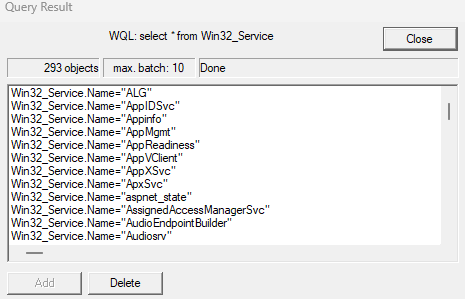 Query Result
WQL: select * from Win32_Service
Close
293 objects
max. batch: 10
Done
Win32_Service.Name="ALG"
Win32_Service.Name="AppIDSvc"
Win32_Service.Name="Appinfo"
Win32_Service.Name="AppMgmt"
Win32_Service.Name="AppReadiness"
Win32_Service.Name="AppVClient"
Win32_Service.Name="AppXSvc"
Win32_Service.Name="ApxSvc"
Win32_Service.Name="aspnet_state"
Win32_Service.Name="AssignedAccessManagerSvc"
Win32_Service.Name="AudioEndpointBuilder"
Win32_Service.Name="Audiosrv"
Add
Delete